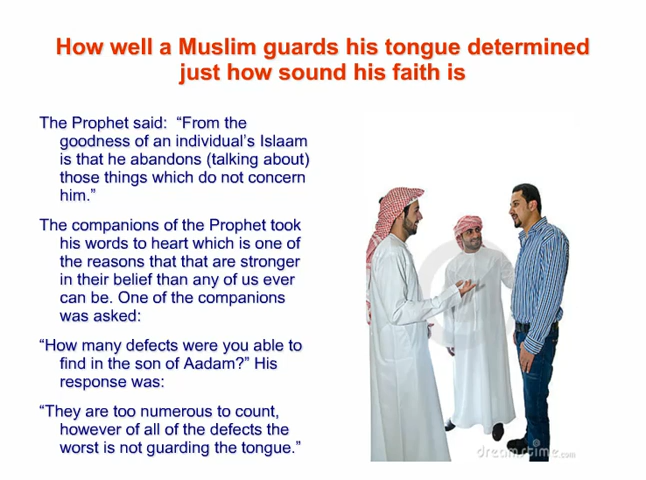 How well a Muslim guards his tongue determined
just how sound his faith is
The Prophet said:  “From the
goodness of an individual’s Islaam
is that he abandons (talking about)
those things which do not concern
him.”
The companions of the Prophet took
his words to heart which is one of
the reasons that that are stronger
in their belief than any of us ever
can be. One of the companions
was asked:
“How many defects were you able to
find in the son of Aadam?” His
response was:
“They are too numerous to count,
however of all of the defects the
worst is not guarding the tongue.”
dreamstime.com